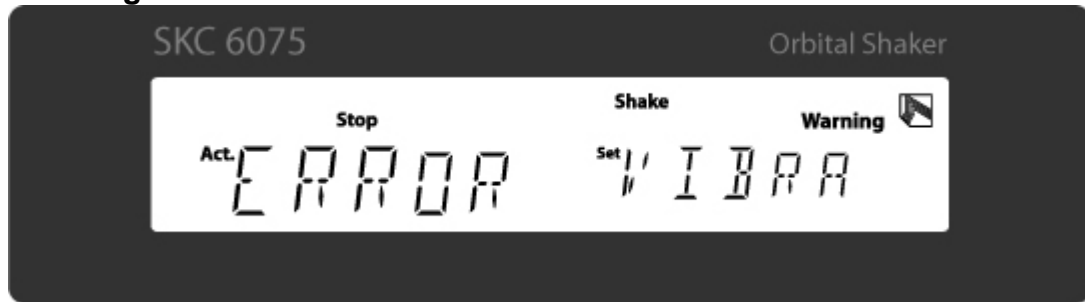 SKC 6075 Orbital Shaker
Stop Shake Warning
Act. ERROR Set VIBRA